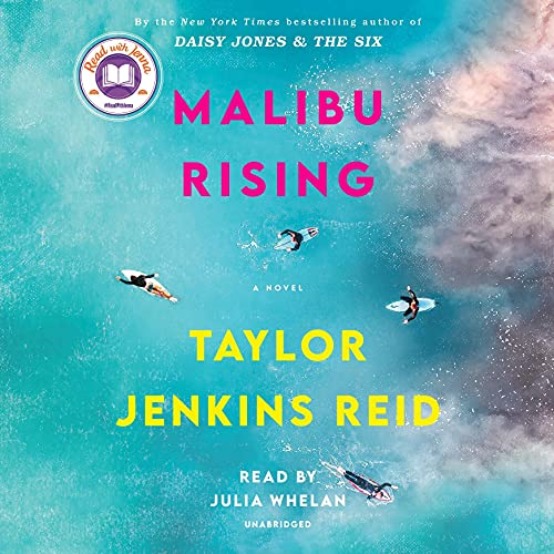 By the New York Times bestselling author of
DAISY JONES & THE SIX
Read with Jenna
#ReadWithJenna
MALIBU
RISING
A NOVEL
TAYLOR
JENKINS REID
READ BY
JULIA WHELAN
UNABRIDGED